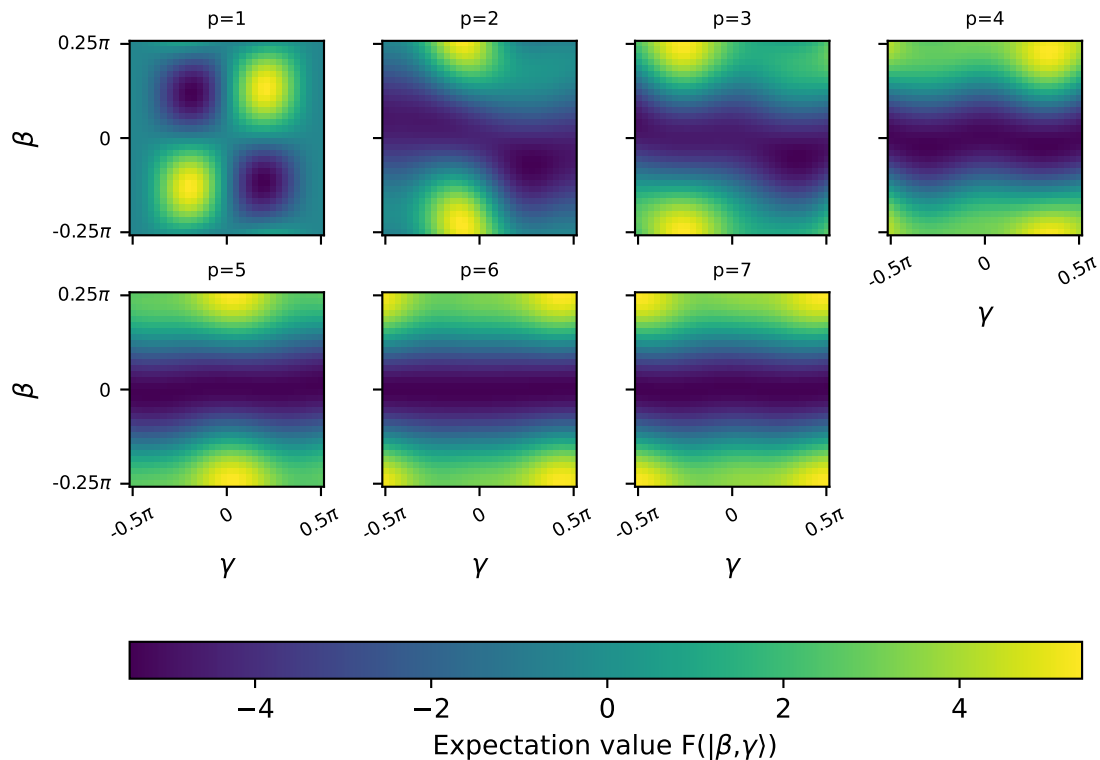 p=1
p=2
p=3
p=4
0.25π
0
-0.25π
β
-0.5π
0
0.5π
γ
p=5
p=6
p=7
0.25π
0
-0.25π
β
-0.5π
0
0.5π
-0.5π
0
0.5π
-0.5π
0
0.5π
γ
γ
γ
−4
−2
0
2
4
Expectation value F(|β,γ⟩)